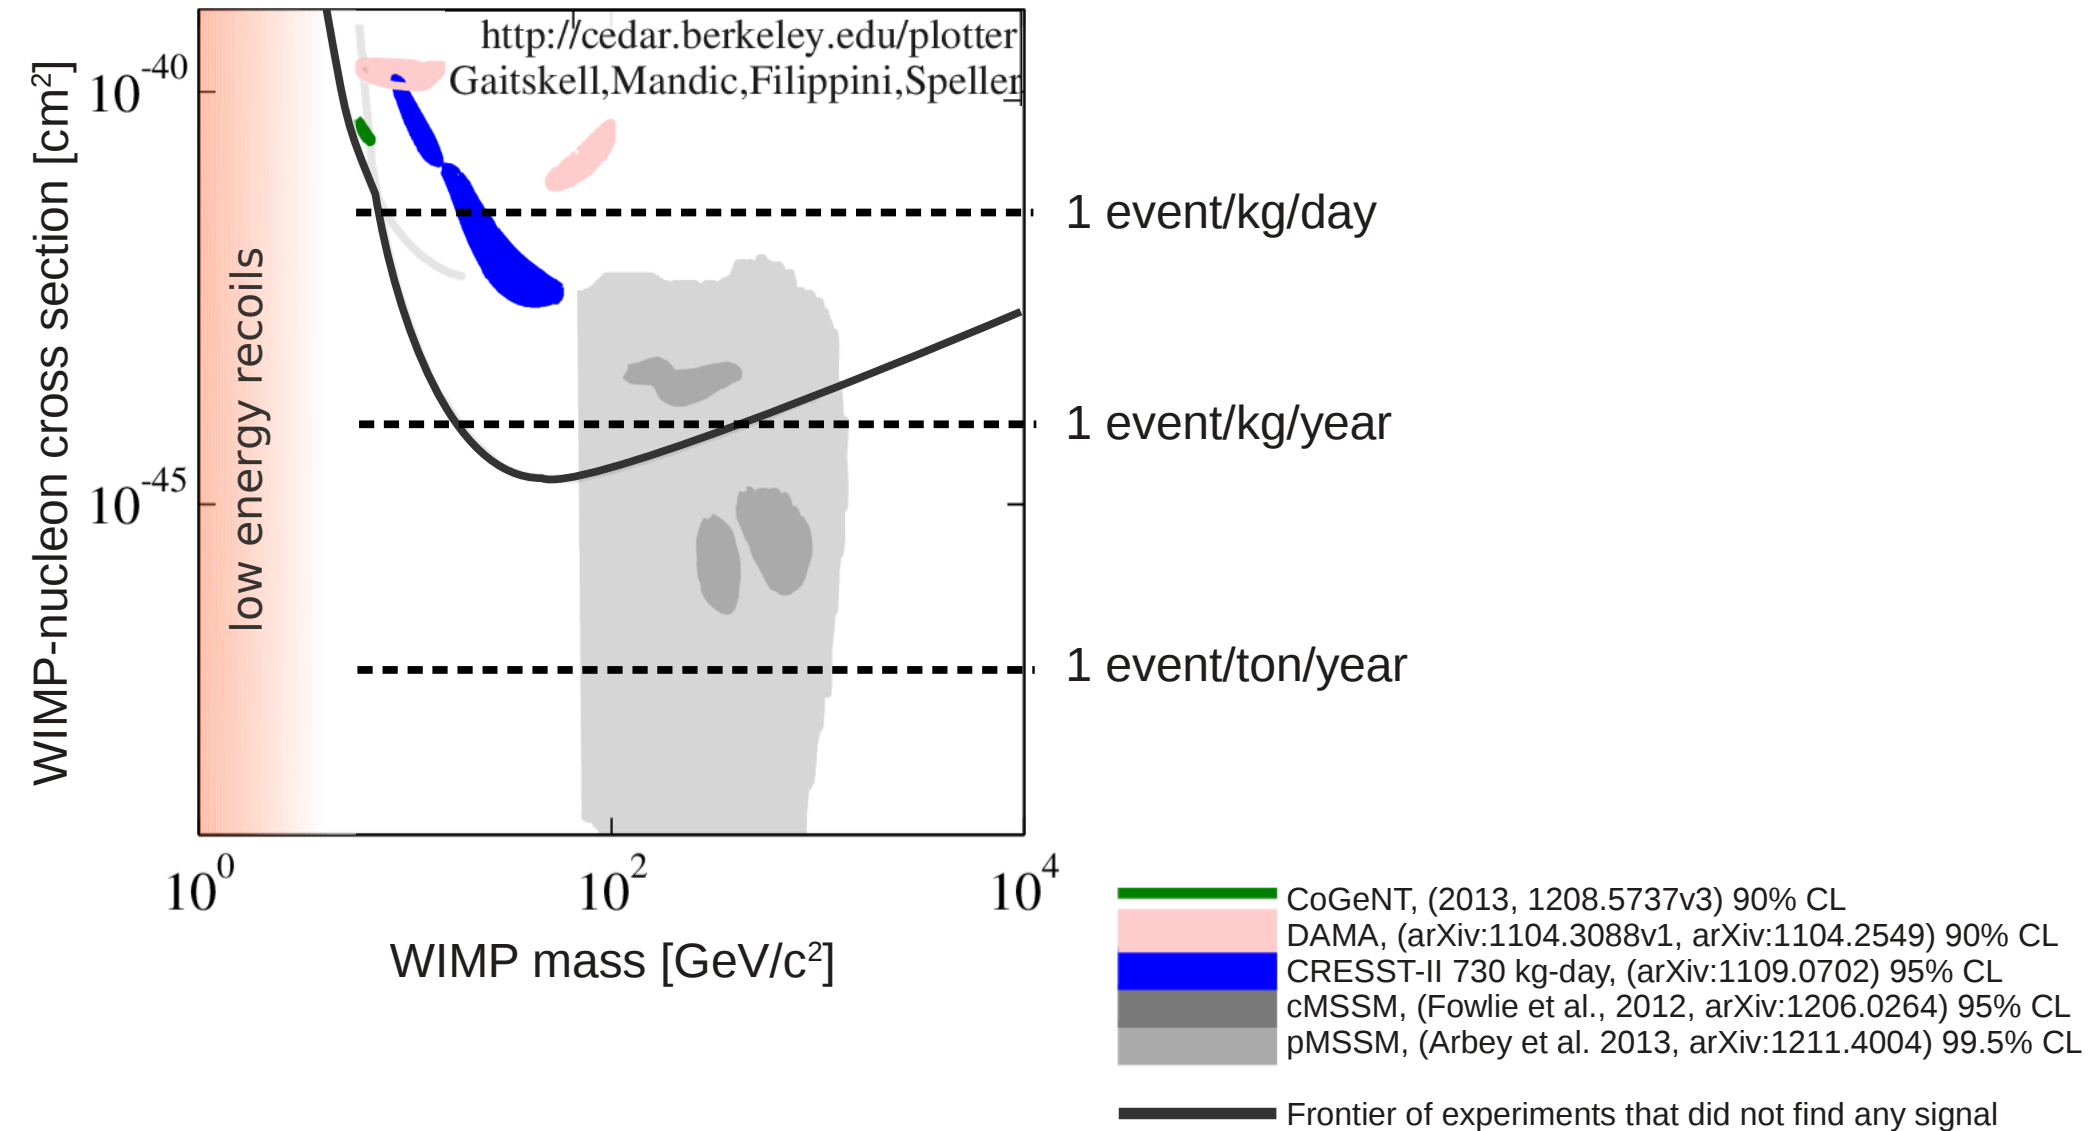 http://cedar.berkeley.edu/plotter
Gaitskell,Mandic,Filippini,Speller
WIMP-nucleon cross section [cm²]
10⁻⁴⁰
10⁻⁴⁵
low energy recoils
1 event/kg/day
1 event/kg/year
1 event/ton/year
10⁰ 10² 10⁴
WIMP mass [GeV/c²]
CoGeNT, (2013, 1208.5737v3) 90% CL
DAMA, (arXiv:1104.3088v1, arXiv:1104.2549) 90% CL
CRESST-II 730 kg-day, (arXiv:1109.0702) 95% CL
cMSSM, (Fowlie et al., 2012, arXiv:1206.0264) 95% CL
pMSSM, (Arbey et al. 2013, arXiv:1211.4004) 99.5% CL
Frontier of experiments that did not find any signal